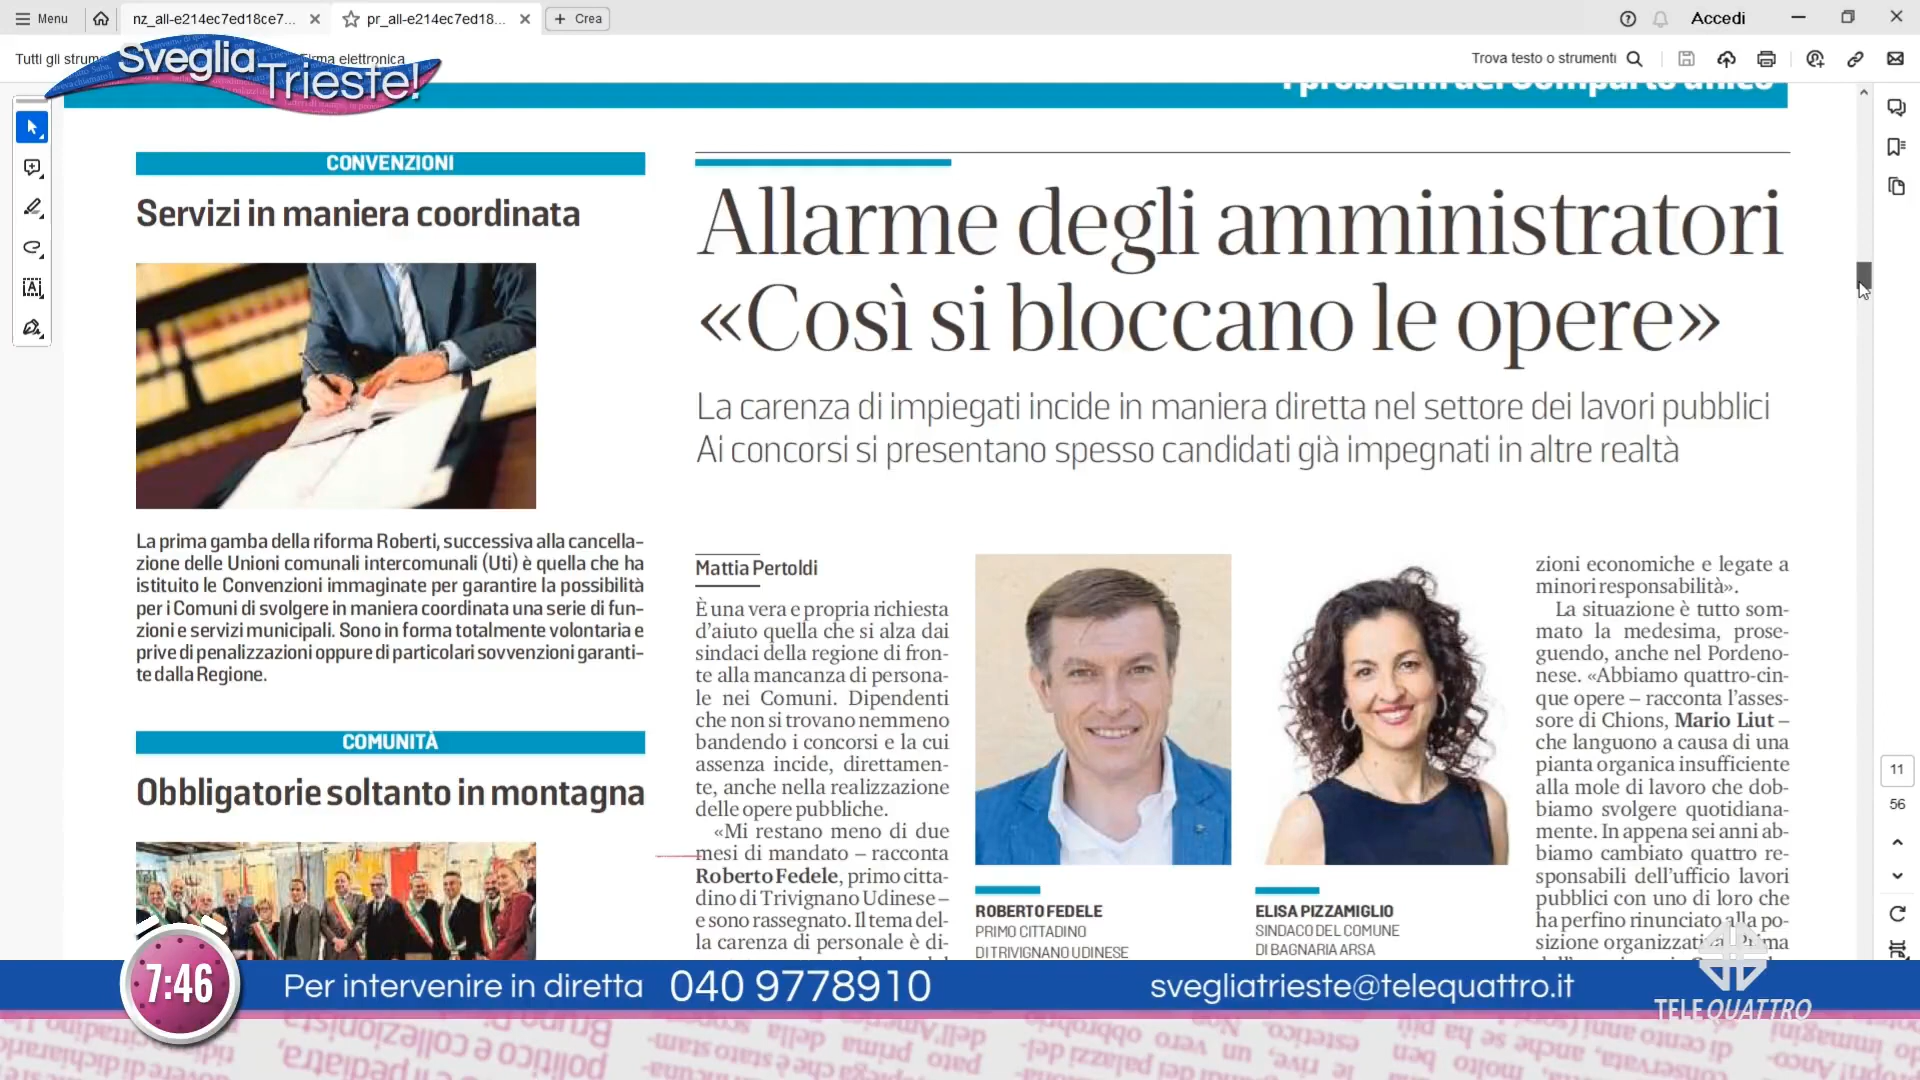 Menu
nz_all-e214ec7ed18ce7...
pr_all-e214ec7ed18...
Crea
Accedi
Tutti gli strum
Firma elettronica
Trova testo o strumenti
Sveglia
Trieste!
I problemi del Comparto unico
CONVENZIONI
Servizi in maniera coordinata
La prima gamba della riforma Roberti, successiva alla cancella-
zione delle Unioni comunali intercomunali (Uti) è quella che ha
istituito le Convenzioni immaginate per garantire la possibilità
per i Comuni di svolgere in maniera coordinata una serie di fun-
zioni e servizi municipali. Sono in forma totalmente volontaria e
prive di penalizzazioni oppure di particolari sovvenzioni garanti-
te dalla Regione.
COMUNITÀ
Obbligatorie soltanto in montagna
Allarme degli amministratori
«Così si bloccano le opere»
La carenza di impiegati incide in maniera diretta nel settore dei lavori pubblici
Ai concorsi si presentano spesso candidati già impegnati in altre realtà
Mattia Pertoldi
È una vera e propria richiesta
d'aiuto quella che si alza dai
sindaci della regione di fron-
te alla mancanza di persona-
le nei Comuni. Dipendenti
che non si trovano nemmeno
bandendo i concorsi e la cui
assenza incide, direttamen-
te, anche nella realizzazione
delle opere pubbliche.
«Mi restano meno di due
mesi di mandato – racconta
Roberto Fedele, primo citta-
dino di Trivignano Udinese –
e sono rassegnato. Il tema del-
la carenza di personale è di-
ROBERTO FEDELE
PRIMO CITTADINO
DI TRIVIGNANO UDINESE
ELISA PIZZAMIGLIO
SINDACO DEL COMUNE
DI BAGNARIA ARSA
zioni economiche e legate a
minori responsabilità».
La situazione è tutto som-
mato la medesima, prose-
guendo, anche nel Pordeno-
nese. «Abbiamo quattro-cin-
que opere – racconta l'asses-
sore di Chions, Mario Liut –
che languono a causa di una
pianta organica insufficiente
alla mole di lavoro che dob-
biamo svolgere quotidiana-
mente. In appena sei anni ab-
biamo cambiato quattro re-
sponsabili dell'ufficio lavori
pubblici con uno di loro che
ha perfino rinunciato alla po-
sizione organizzativa. Prima
11
56
7:46
Per intervenire in diretta 040 9778910
svegliatrieste@telequattro.it
TELEQUATTRO